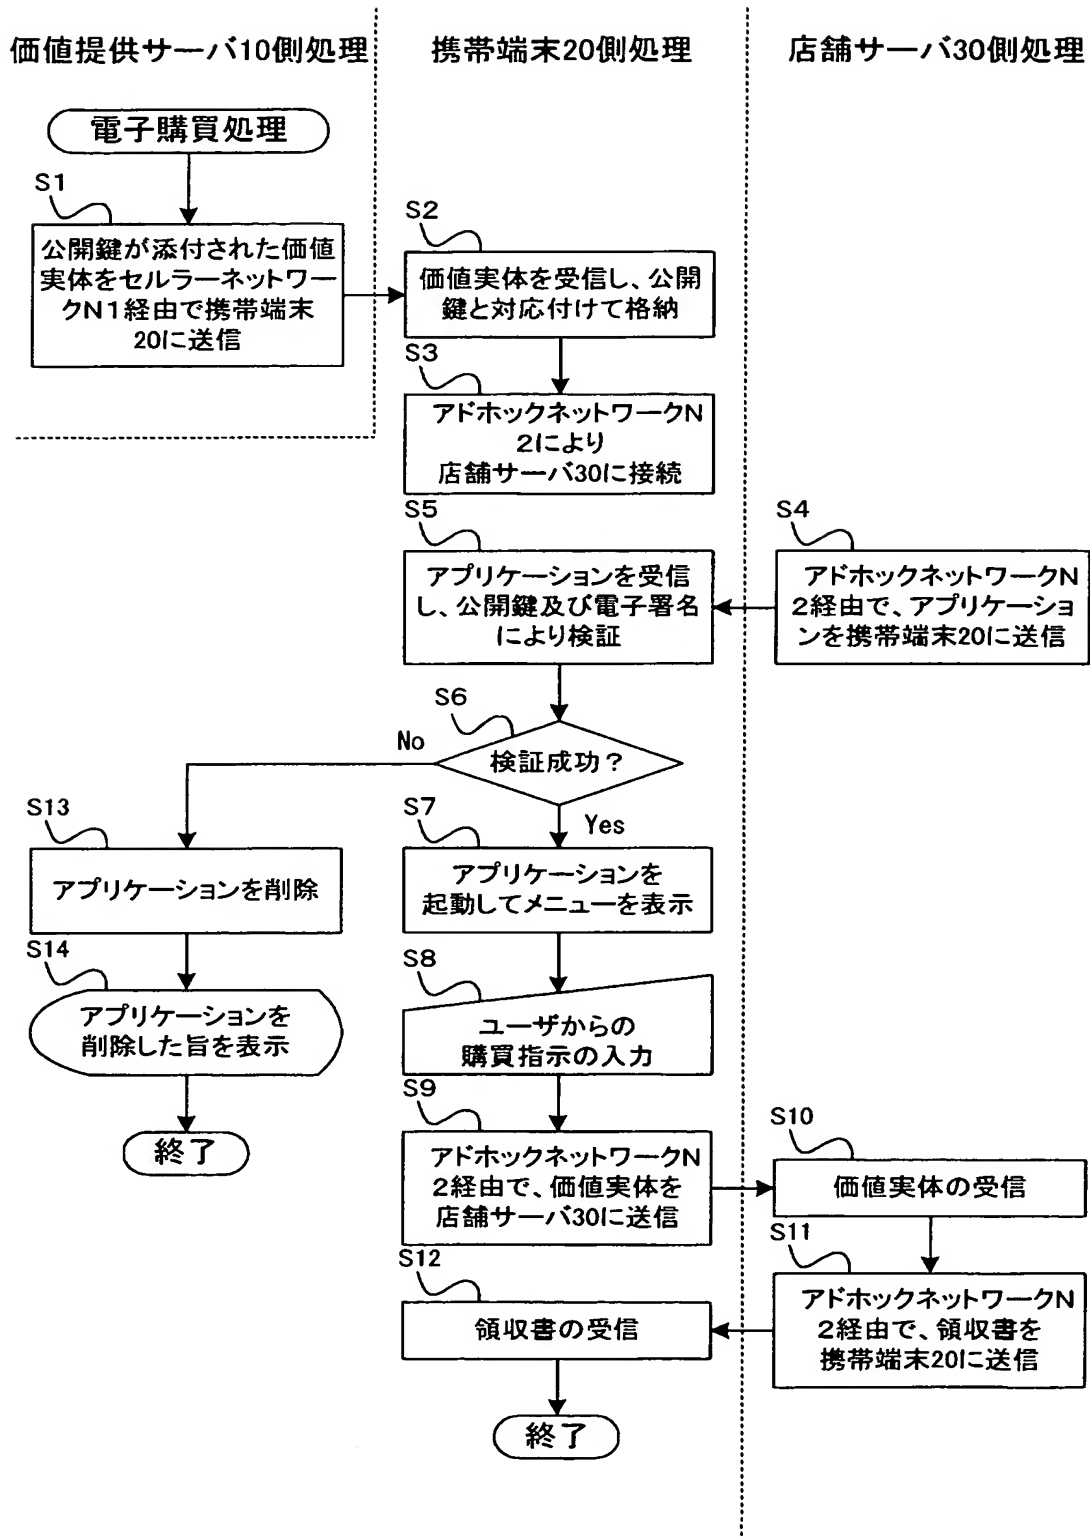 価値提供サーバ10側処理
携帯端末20側処理
店舗サーバ30側処理
電子購買処理
S1
公開鍵が添付された価値
実体をセルラーネットワー
クN1経由で携帯端末
20に送信
S2
価値実体を受信し、公開
鍵と対応付けて格納
S3
アドホックネットワークN
2により
店舗サーバ30に接続
S4
アドホックネットワークN
2経由で、アプリケーショ
ンを携帯端末20に送信
S5
アプリケーションを受信
し、公開鍵及び電子署名
により検証
S6
検証成功?
No
Yes
S13
アプリケーションを削除
S14
アプリケーションを
削除した旨を表示
終了
S7
アプリケーションを
起動してメニューを表示
S8
ユーザからの
購買指示の入力
S9
アドホックネットワークN
2経由で、価値実体を
店舗サーバ30に送信
S10
価値実体の受信
S11
アドホックネットワークN
2経由で、領収書を
携帯端末20に送信
S12
領収書の受信
終了